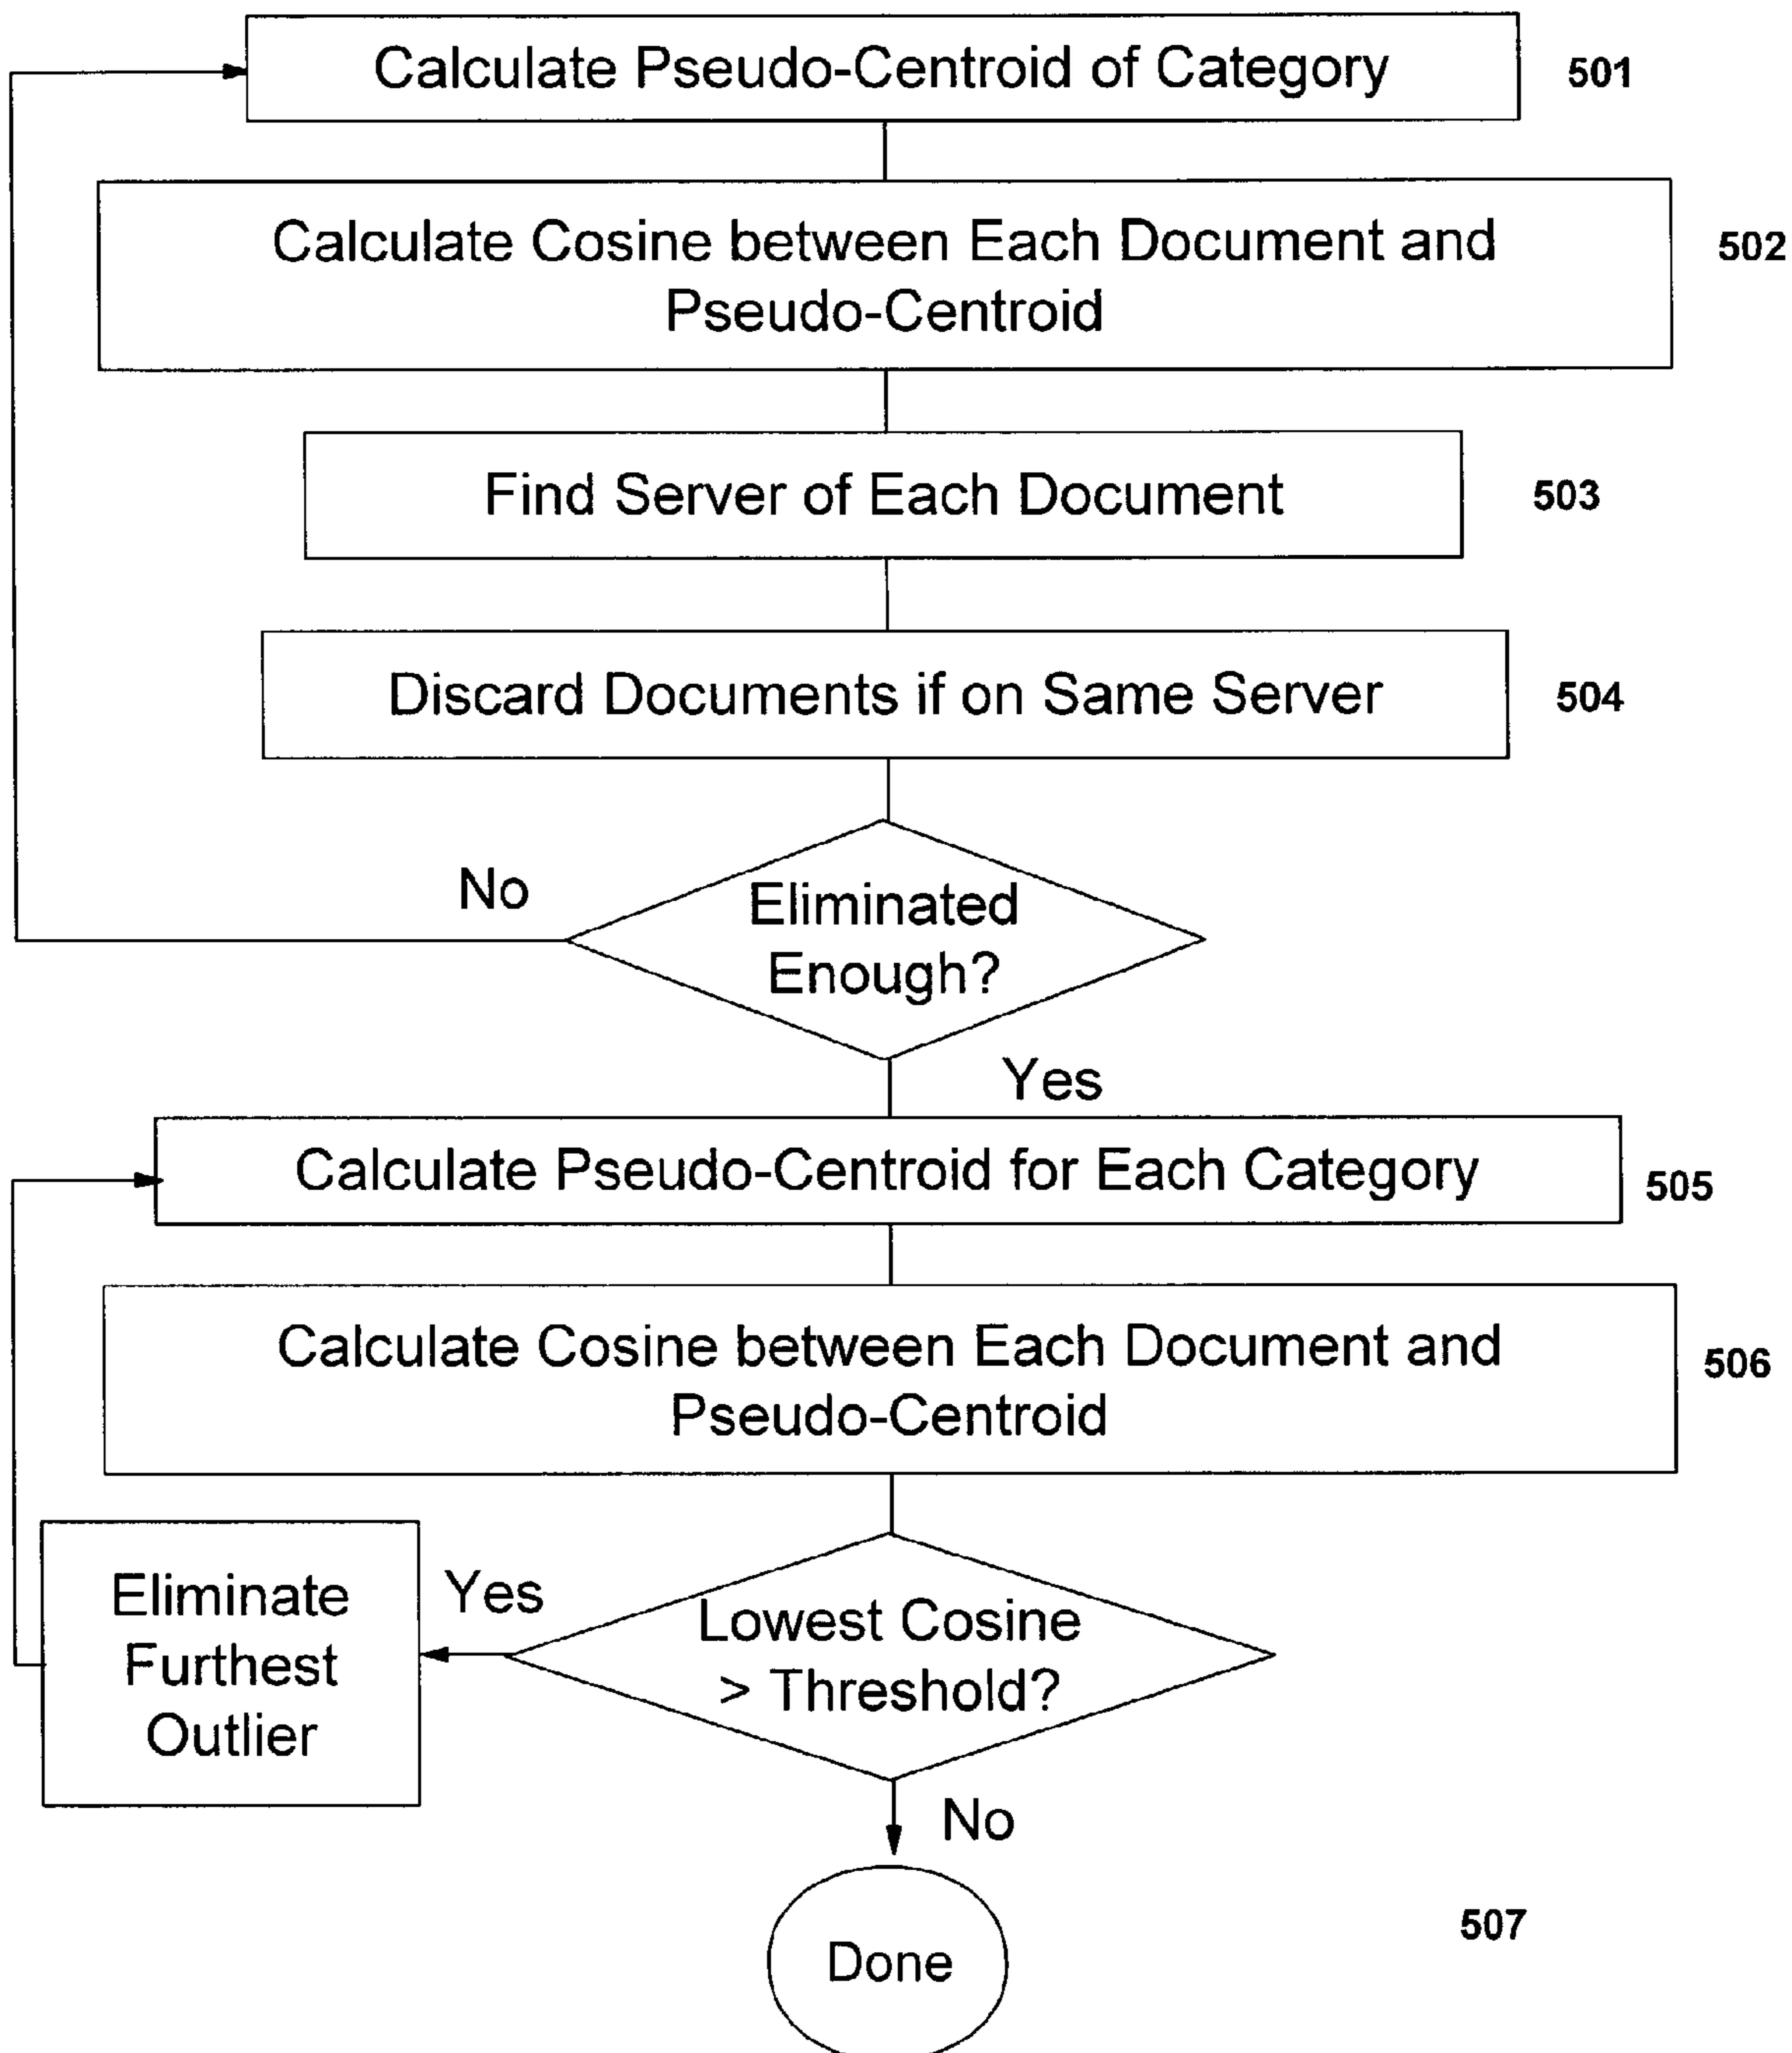 Calculate Pseudo-Centroid of Category
501
Calculate Cosine between Each Document and
Pseudo-Centroid
502
Find Server of Each Document
503
Discard Documents if on Same Server
504
No
Eliminated
Enough?
Yes
Calculate Pseudo-Centroid for Each Category
505
Calculate Cosine between Each Document and
Pseudo-Centroid
506
Eliminate
Furthest
Outlier
Yes
Lowest Cosine
> Threshold?
No
507
Done